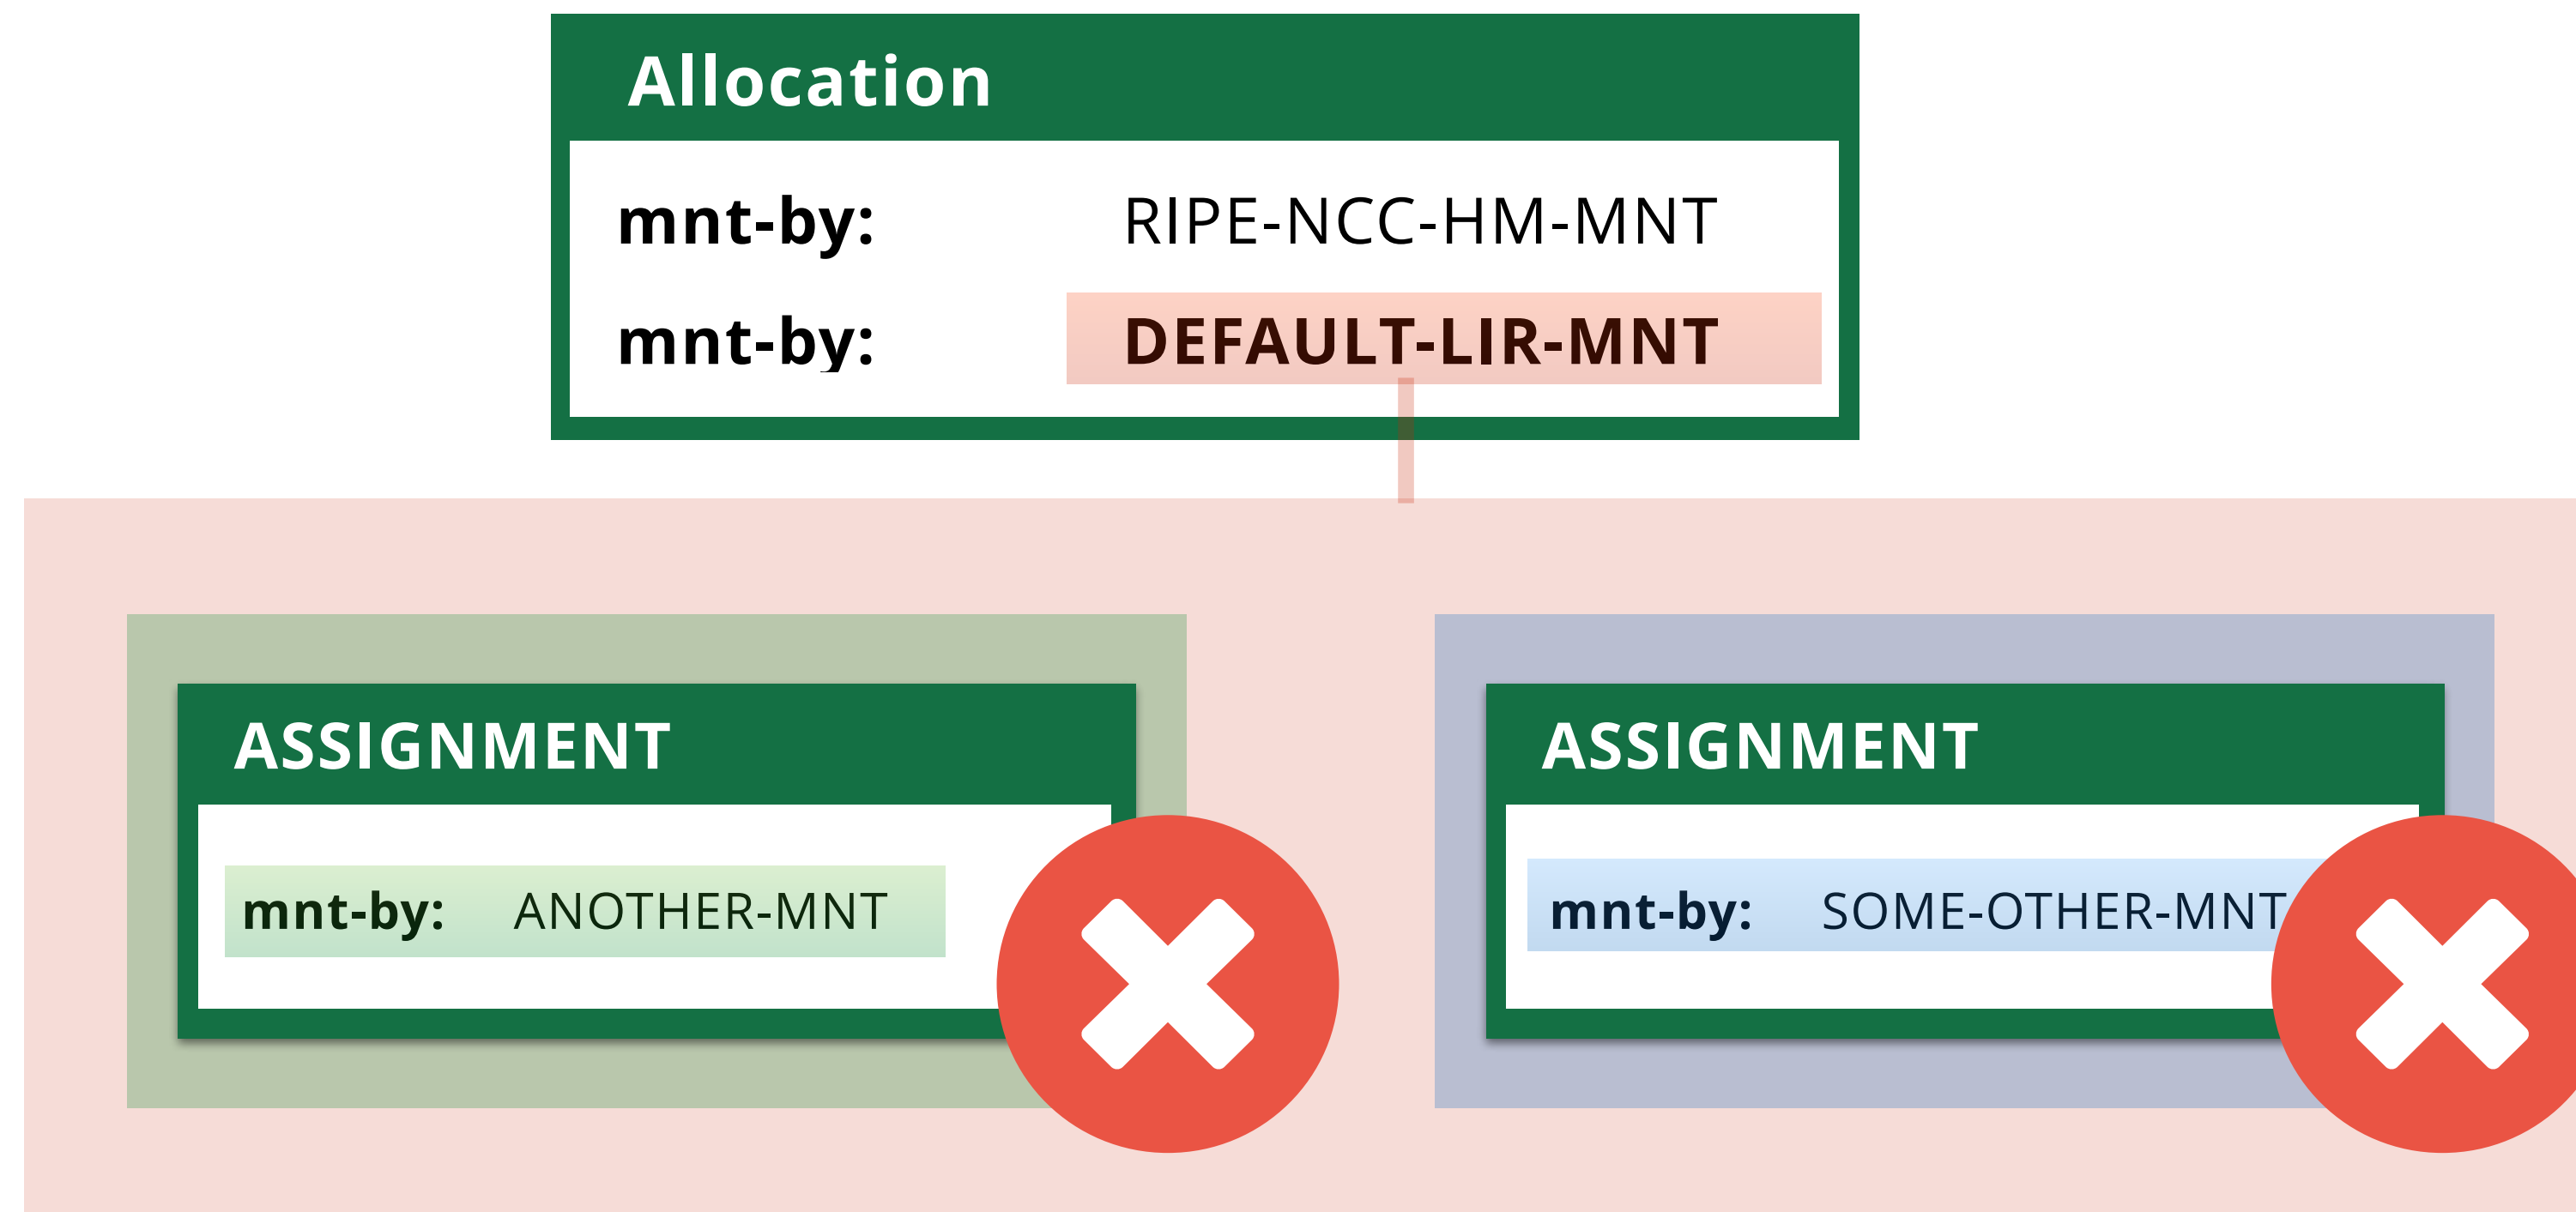 Allocation
mnt-by: RIPE-NCC-HM-MNT
mnt-by: DEFAULT-LIR-MNT
ASSIGNMENT
mnt-by: ANOTHER-MNT
ASSIGNMENT
mnt-by: SOME-OTHER-MNT